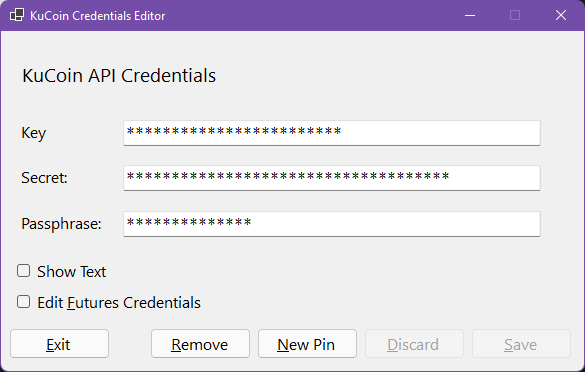 KuCoin Credentials Editor
KuCoin API Credentials
Key ************************
Secret: ************************************
Passphrase: **************
Show Text
Edit Futures Credentials
Exit Remove New Pin Discard Save